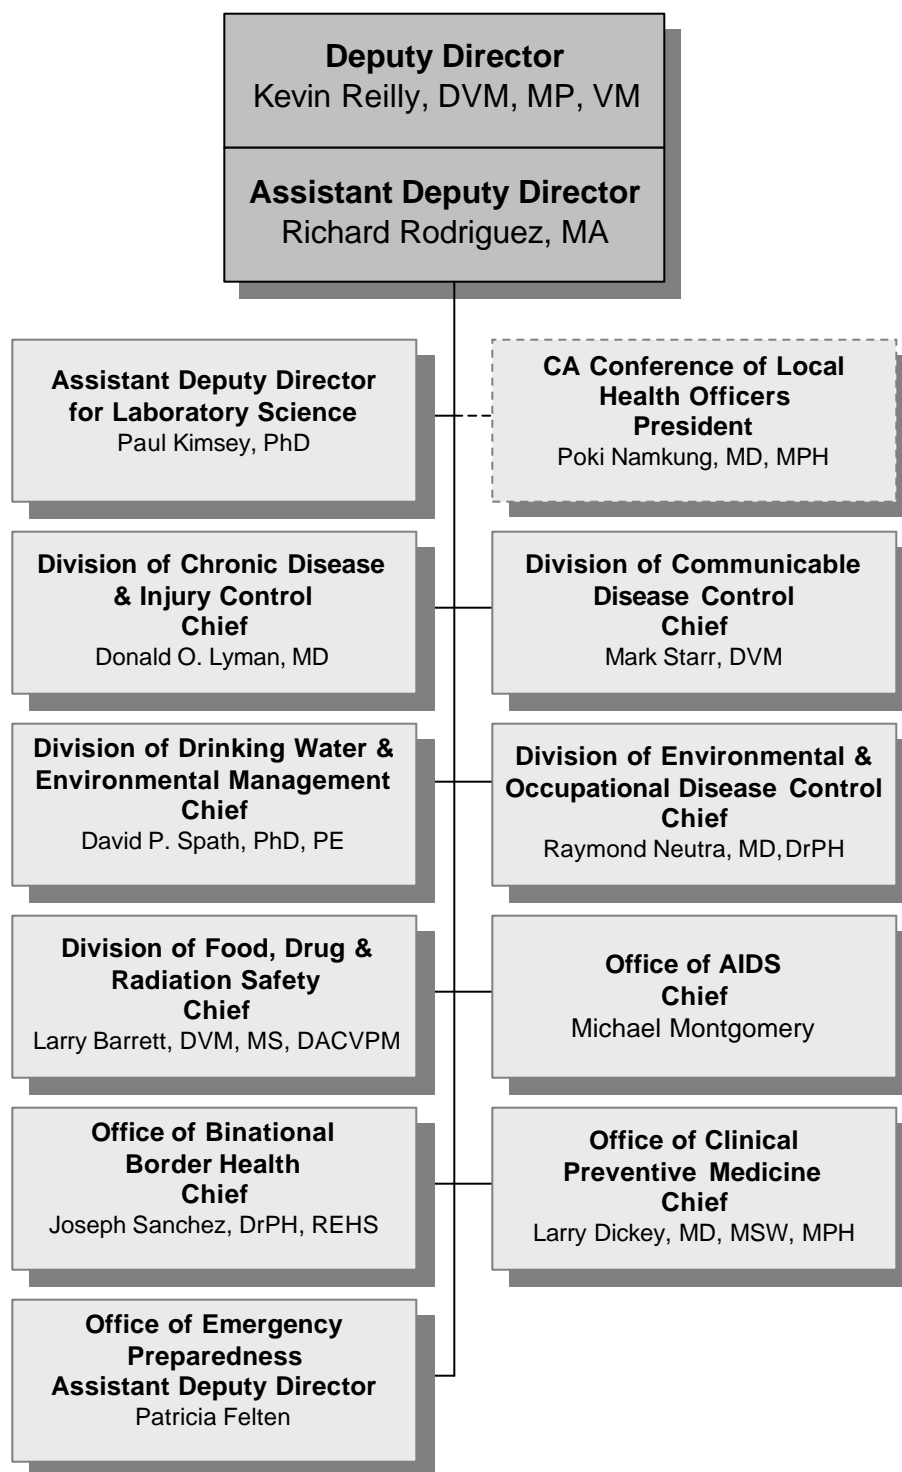 Deputy Director
Kevin Reilly, DVM, MP, VM
Assistant Deputy Director
Richard Rodriguez, MA
Assistant Deputy Director
for Laboratory Science
Paul Kimsey, PhD
CA Conference of Local
Health Officers
President
Poki Namkung, MD, MPH
Division of Chronic Disease
& Injury Control
Chief
Donald O. Lyman, MD
Division of Communicable
Disease Control
Chief
Mark Starr, DVM
Division of Drinking Water &
Environmental Management
Chief
David P. Spath, PhD, PE
Division of Environmental &
Occupational Disease Control
Chief
Raymond Neutra, MD, DrPH
Division of Food, Drug &
Radiation Safety
Chief
Larry Barrett, DVM, MS, DACVPM
Office of AIDS
Chief
Michael Montgomery
Office of Binational
Border Health
Chief
Joseph Sanchez, DrPH, REHS
Office of Clinical
Preventive Medicine
Chief
Larry Dickey, MD, MSW, MPH
Office of Emergency
Preparedness
Assistant Deputy Director
Patricia Felten